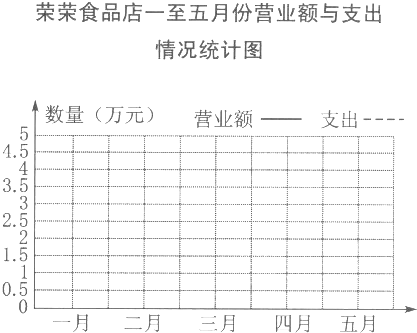 荣荣食品店一至五月份营业额与支出
情况统计图
数量（万元） 营业额 支出
5
4.5
4
3.5
3
2.5
2
1.5
1
0.5
0
一月 二月 三月 四月 五月